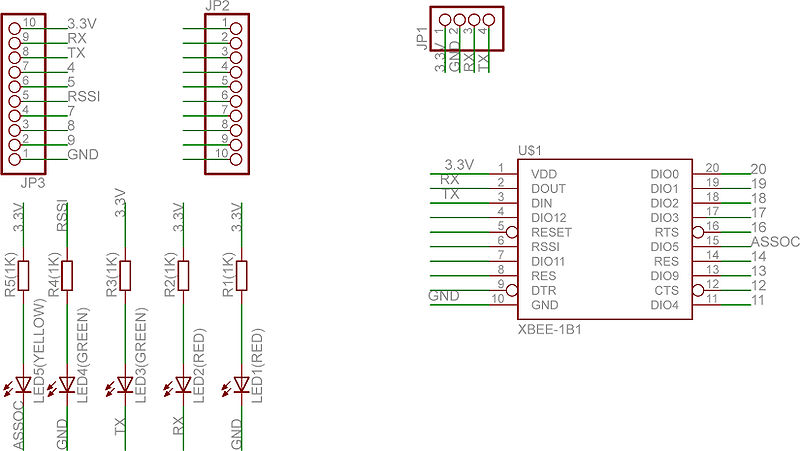 JP2
10 3.3V
9 RX
8 TX
7 4
6 5
5 RSSI
4 7
3 8
2 9
1 GND
JP3
1
2
3
4
5
6
7
8
9
10
JP1
1 2 3 4
3.3V GND RX TX
U$1
3.3V 1 VDD DIO0 20 20
RX 2 DOUT DIO1 19 19
TX 3 DIN DIO2 18 18
4 DIO12 DIO3 17 17
5 RESET RTS 16 16
6 RSSI DIO5 15 ASSOC
7 DIO11 RES 14 14
8 RES DIO9 13 13
9 DTR CTS 12 12
GND 10 GND DIO4 11 11
XBEE-1B1
3.3V RSSI 3.3V 3.3V 3.3V
R5(1K) R4(1K) R3(1K) R2(1K) R1(1K)
LED5(YELLOW) LED4(GREEN) LED3(GREEN) LED2(RED) LED1(RED)
ASSOC GND TX RX GND